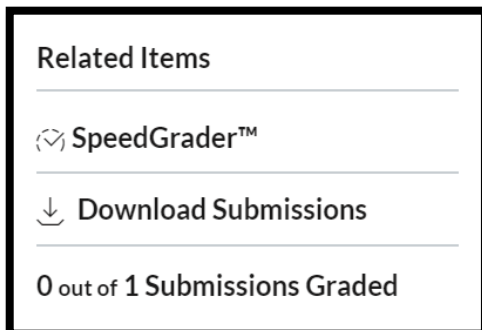 Related Items
SpeedGrader™
Download Submissions
0 out of 1 Submissions Graded